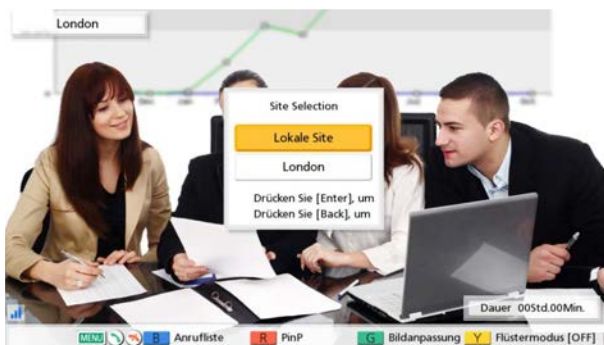 London
Site Selection
Lokale Site
London
Drücken Sie [Enter], um
Drücken Sie [Back], um
Dauer 00Std.00Min.
MENU B Anrufliste R PinP G Bildanpassung Y Flüstermodus [OFF]